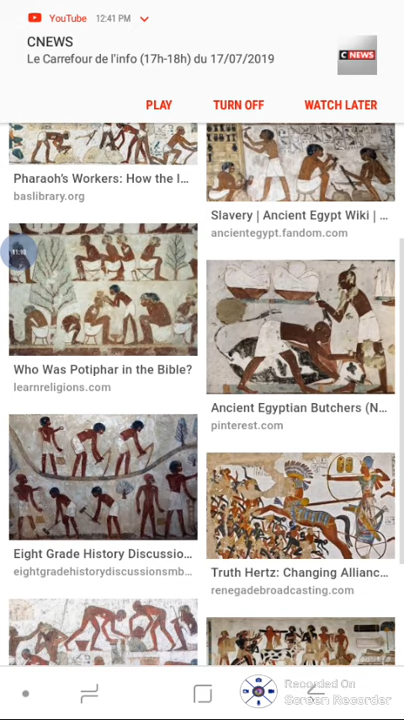 YouTube 12:41 PM
CNEWS
Le Carrefour de l'info (17h-18h) du 17/07/2019
CNEWS
PLAY TURN OFF WATCH LATER
Pharaoh's Workers: How the I...
baslibrary.org
Slavery | Ancient Egypt Wiki | ...
ancientegypt.fandom.com
11:10
Who Was Potiphar in the Bible?
learnreligions.com
Ancient Egyptian Butchers (N...
pinterest.com
Eight Grade History Discussio...
eightgradehistorydiscussionsmb...
Truth Hertz: Changing Allianc...
renegadebroadcasting.com
Recorded On
Screen Recorder